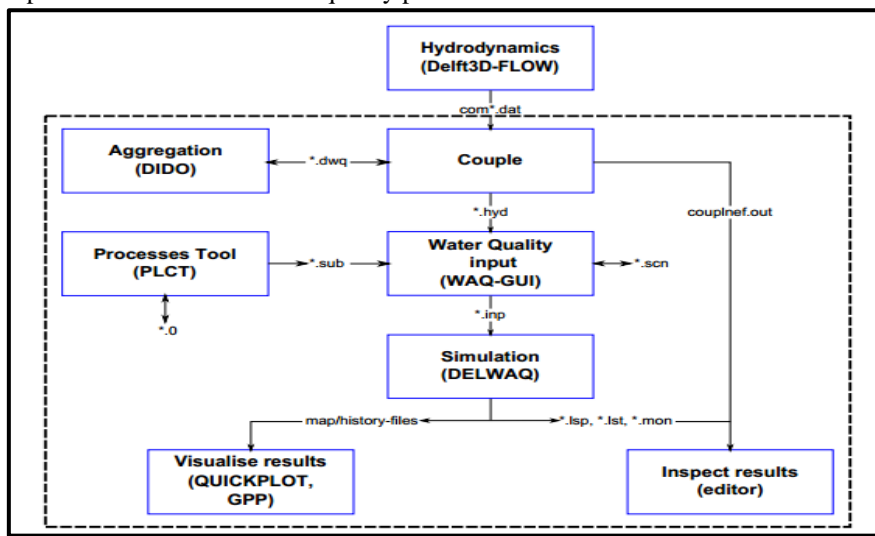 Hydrodynamics
(Delft3D-FLOW)
com*.dat
Aggregation
(DIDO)
*.dwq
Couple
*.hyd
couplnef.out
Processes Tool
(PLCT)
*.sub
Water Quality
input
(WAQ-GUI)
*.scn
*.0
*.inp
Simulation
(DELWAQ)
map/history-files
*.lsp, *.lst, *.mon
Visualise results
(QUICKPLOT,
GPP)
Inspect results
(editor)